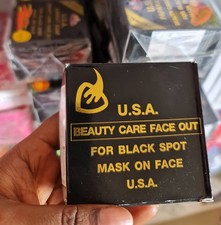 U.S.A.
BEAUTY CARE FACE OUT
FOR BLACK SPOT
MASK ON FACE
U.S.A.